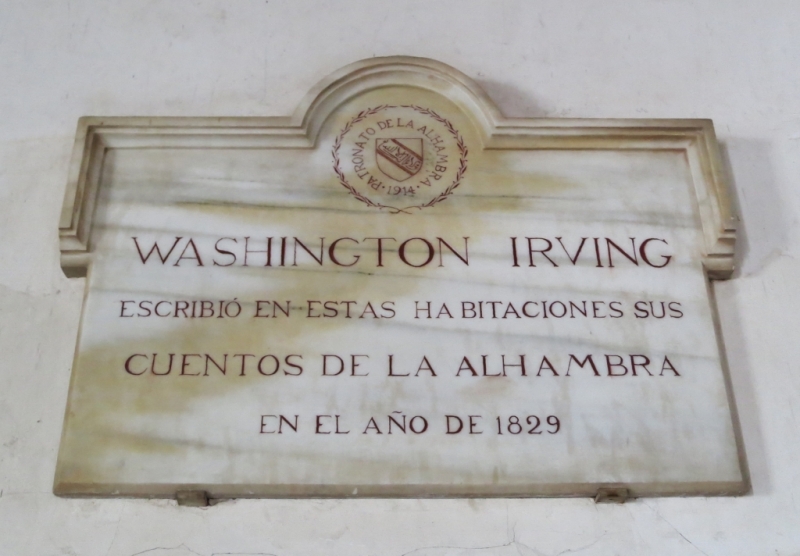 PATRONATO DE LA ALHAMBRA
·1914·
WASHINGTON IRVING
ESCRIBIÓ EN ESTAS HABITACIONES SUS
CUENTOS DE LA ALHAMBRA
EN EL AÑO DE 1829